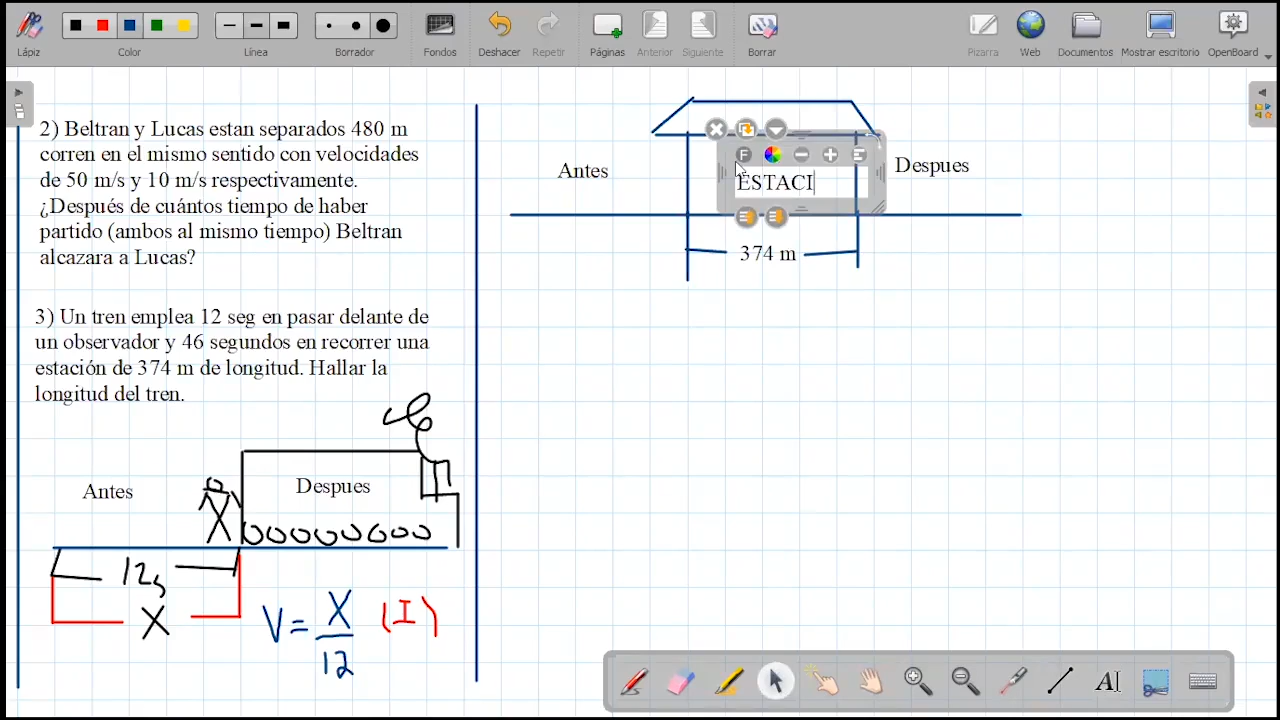 Lápiz
Color
Línea
Borrador
Fondos
Deshacer
Repetir
Páginas
Anterior
Siguiente
Borrar
Pizarra
Web
Documentos
Mostrar escritorio
OpenBoard
2) Beltran y Lucas estan separados 480 m
corren en el mismo sentido con velocidades
de 50 m/s y 10 m/s respectivamente.
¿Después de cuántos tiempo de haber
partido (ambos al mismo tiempo) Beltran
alcazara a Lucas?
3) Un tren emplea 12 seg en pasar delante de
un observador y 46 segundos en recorrer una
estación de 374 m de longitud. Hallar la
longitud del tren.
Antes
Despues
12s
X
V = X
12
(I)
Antes
F
ESTACI
Despues
374 m
A